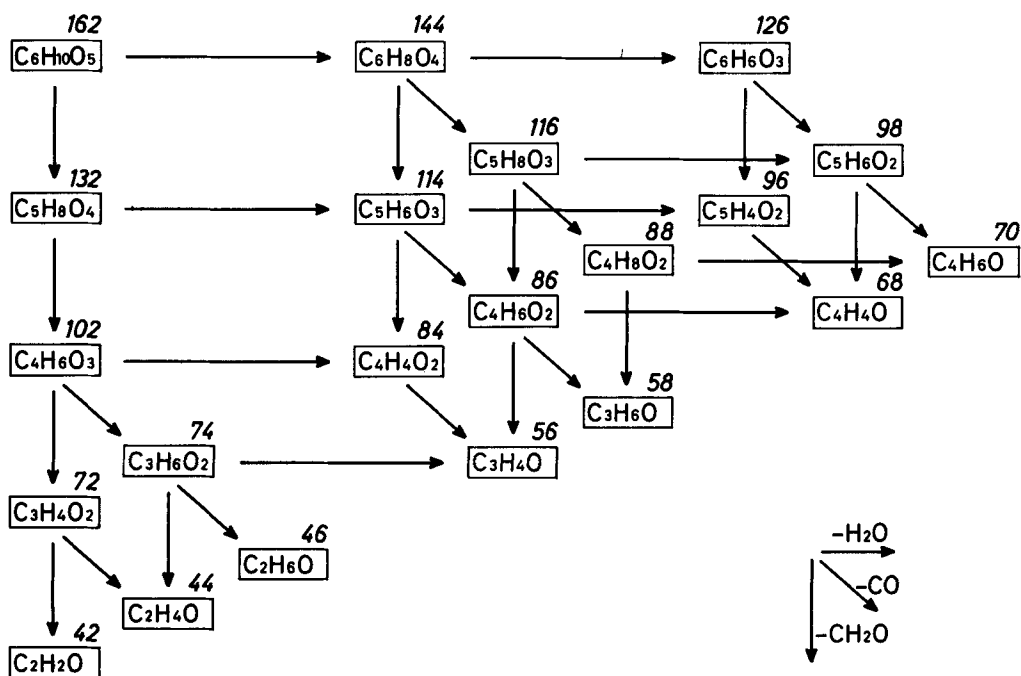 162 144 126
C₆H₁₀O₅ C₆H₈O₄ C₆H₆O₃
116 98
C₅H₈O₃ C₅H₆O₂
132 114 96
C₅H₈O₄ C₅H₆O₃ C₅H₄O₂
88 70
C₄H₈O₂ C₄H₆O
86 68
C₄H₆O₂ C₄H₄O
102 84
C₄H₆O₃ C₄H₄O₂
58
C₃H₆O
74 56
C₃H₆O₂ C₃H₄O
72
C₃H₄O₂
46
C₂H₆O
-H₂O
44
C₂H₄O
-CO
42
-CH₂O
C₂H₂O